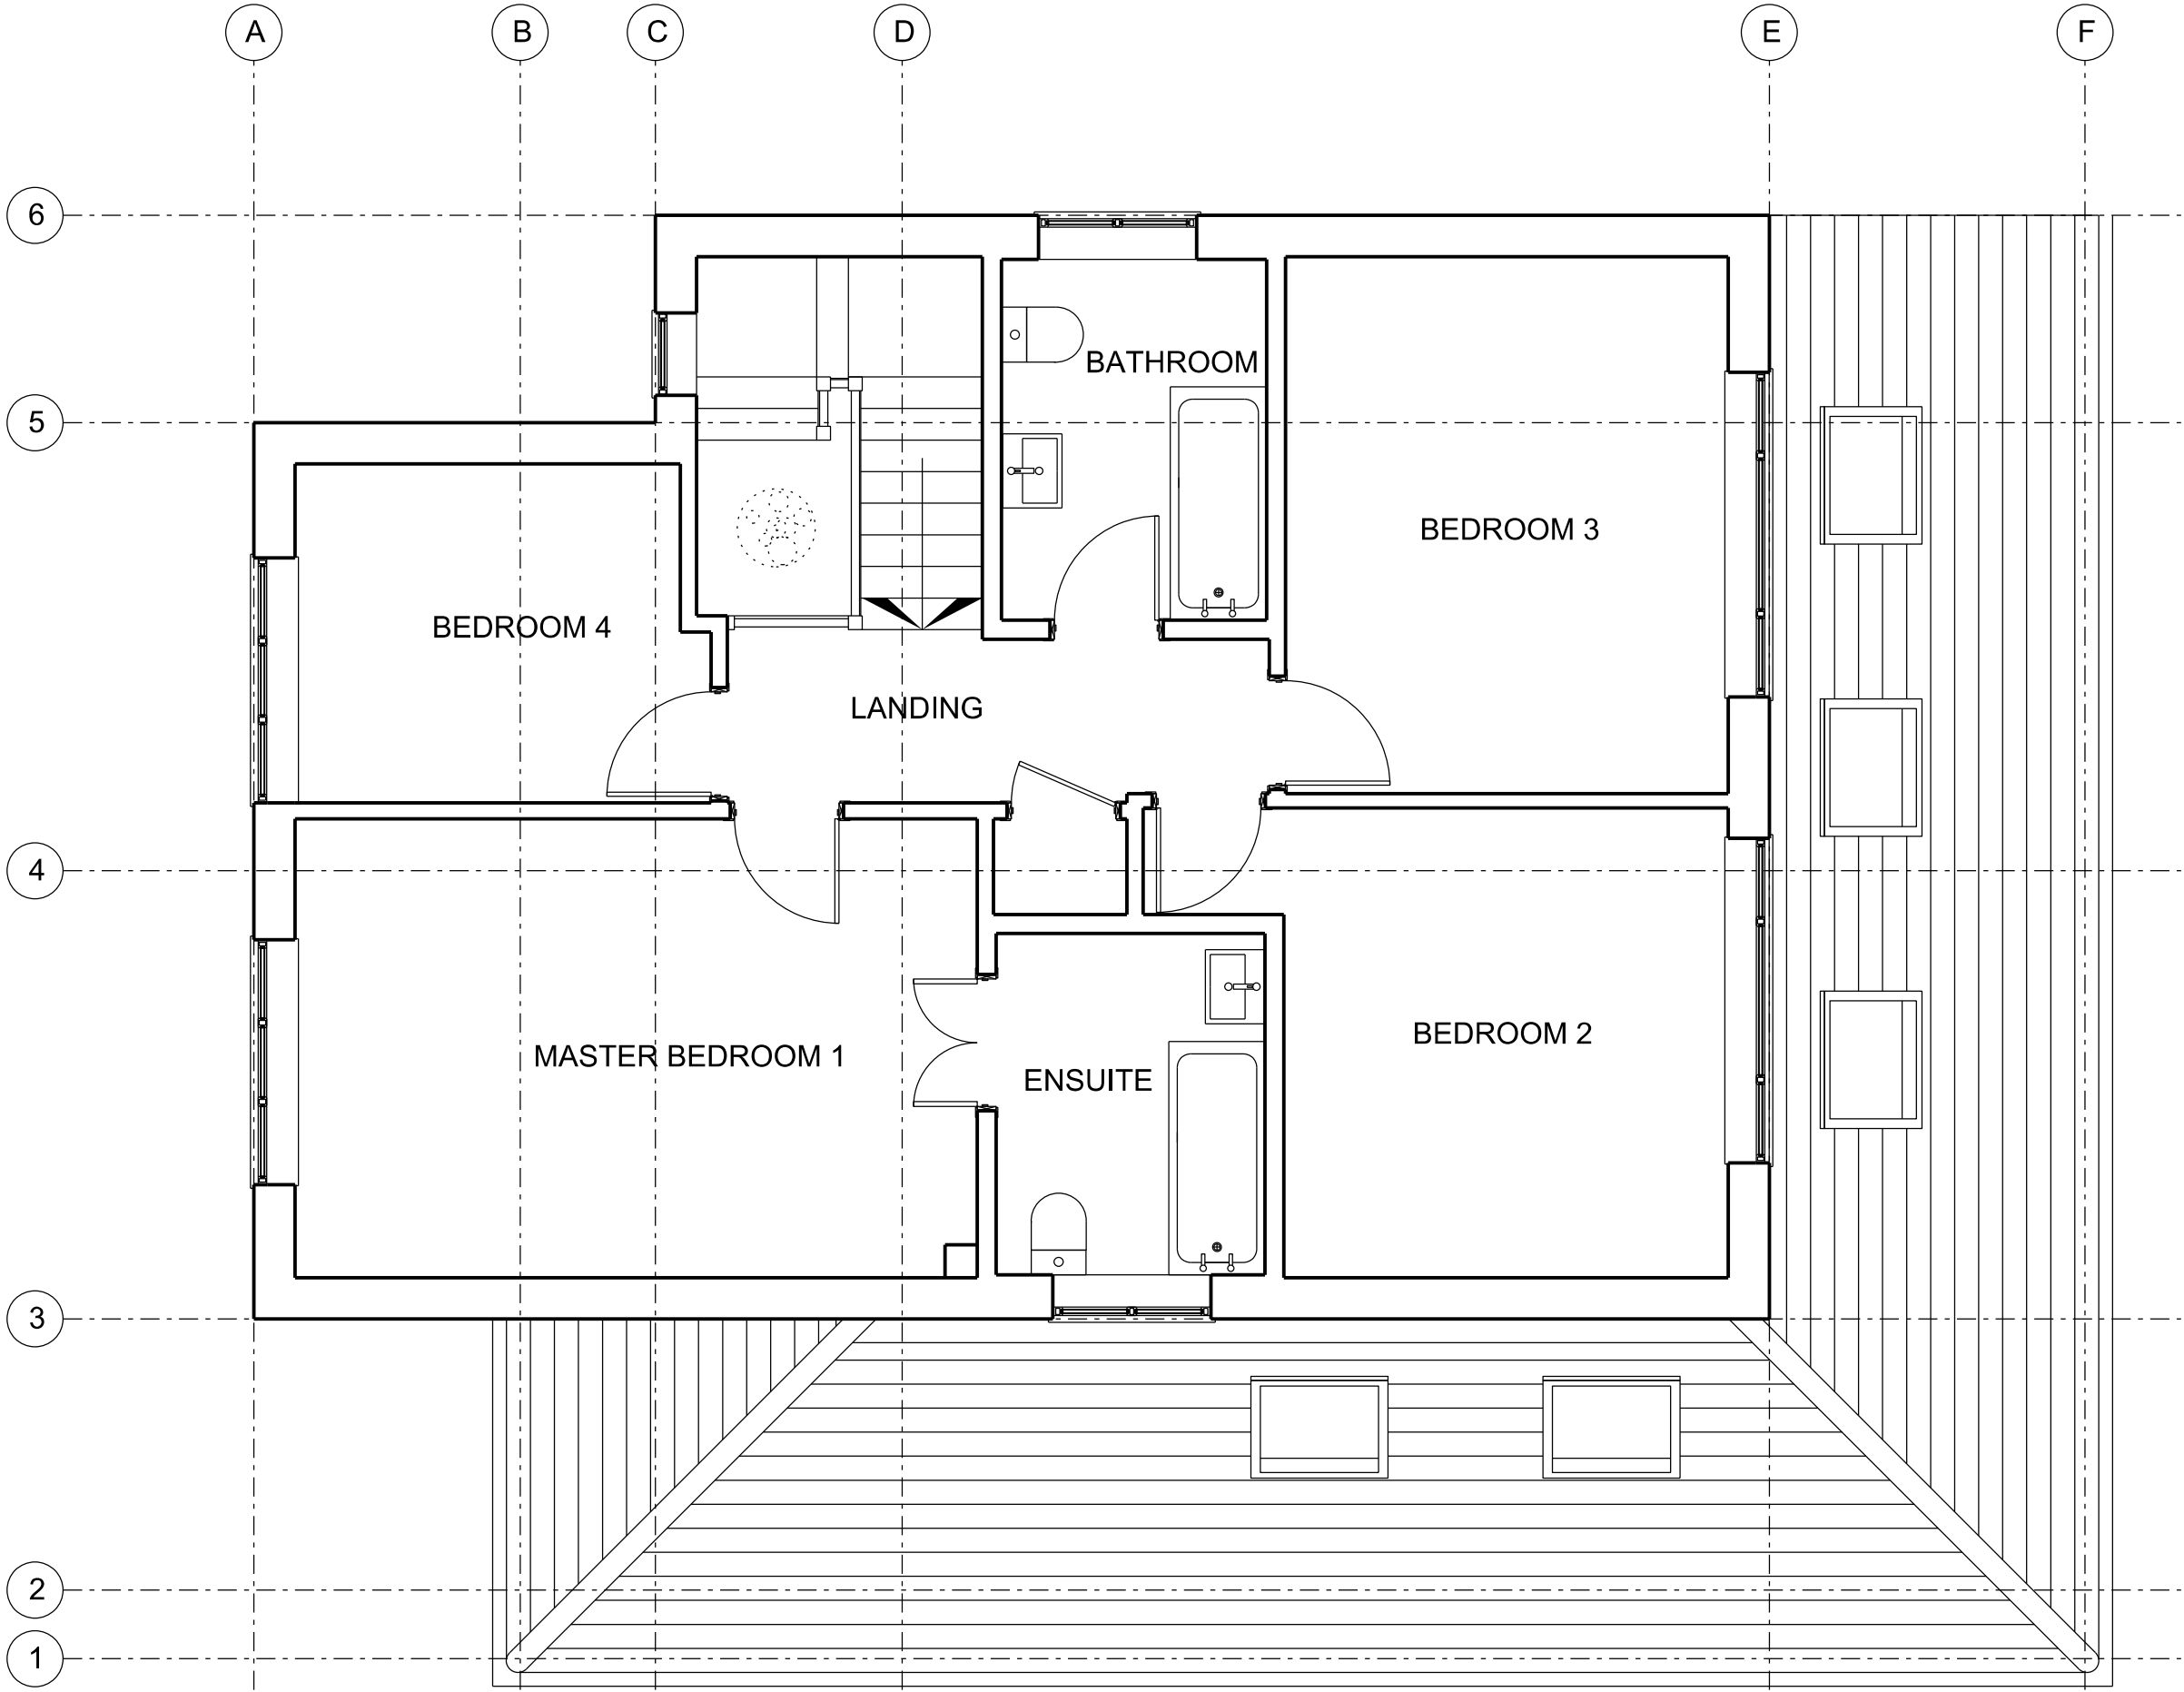 A B C D E F
6
BATHROOM
5
BEDROOM 3
BEDROOM 4
LANDING
4
BEDROOM 2
MASTER BEDROOM 1
ENSUITE
3
2
1